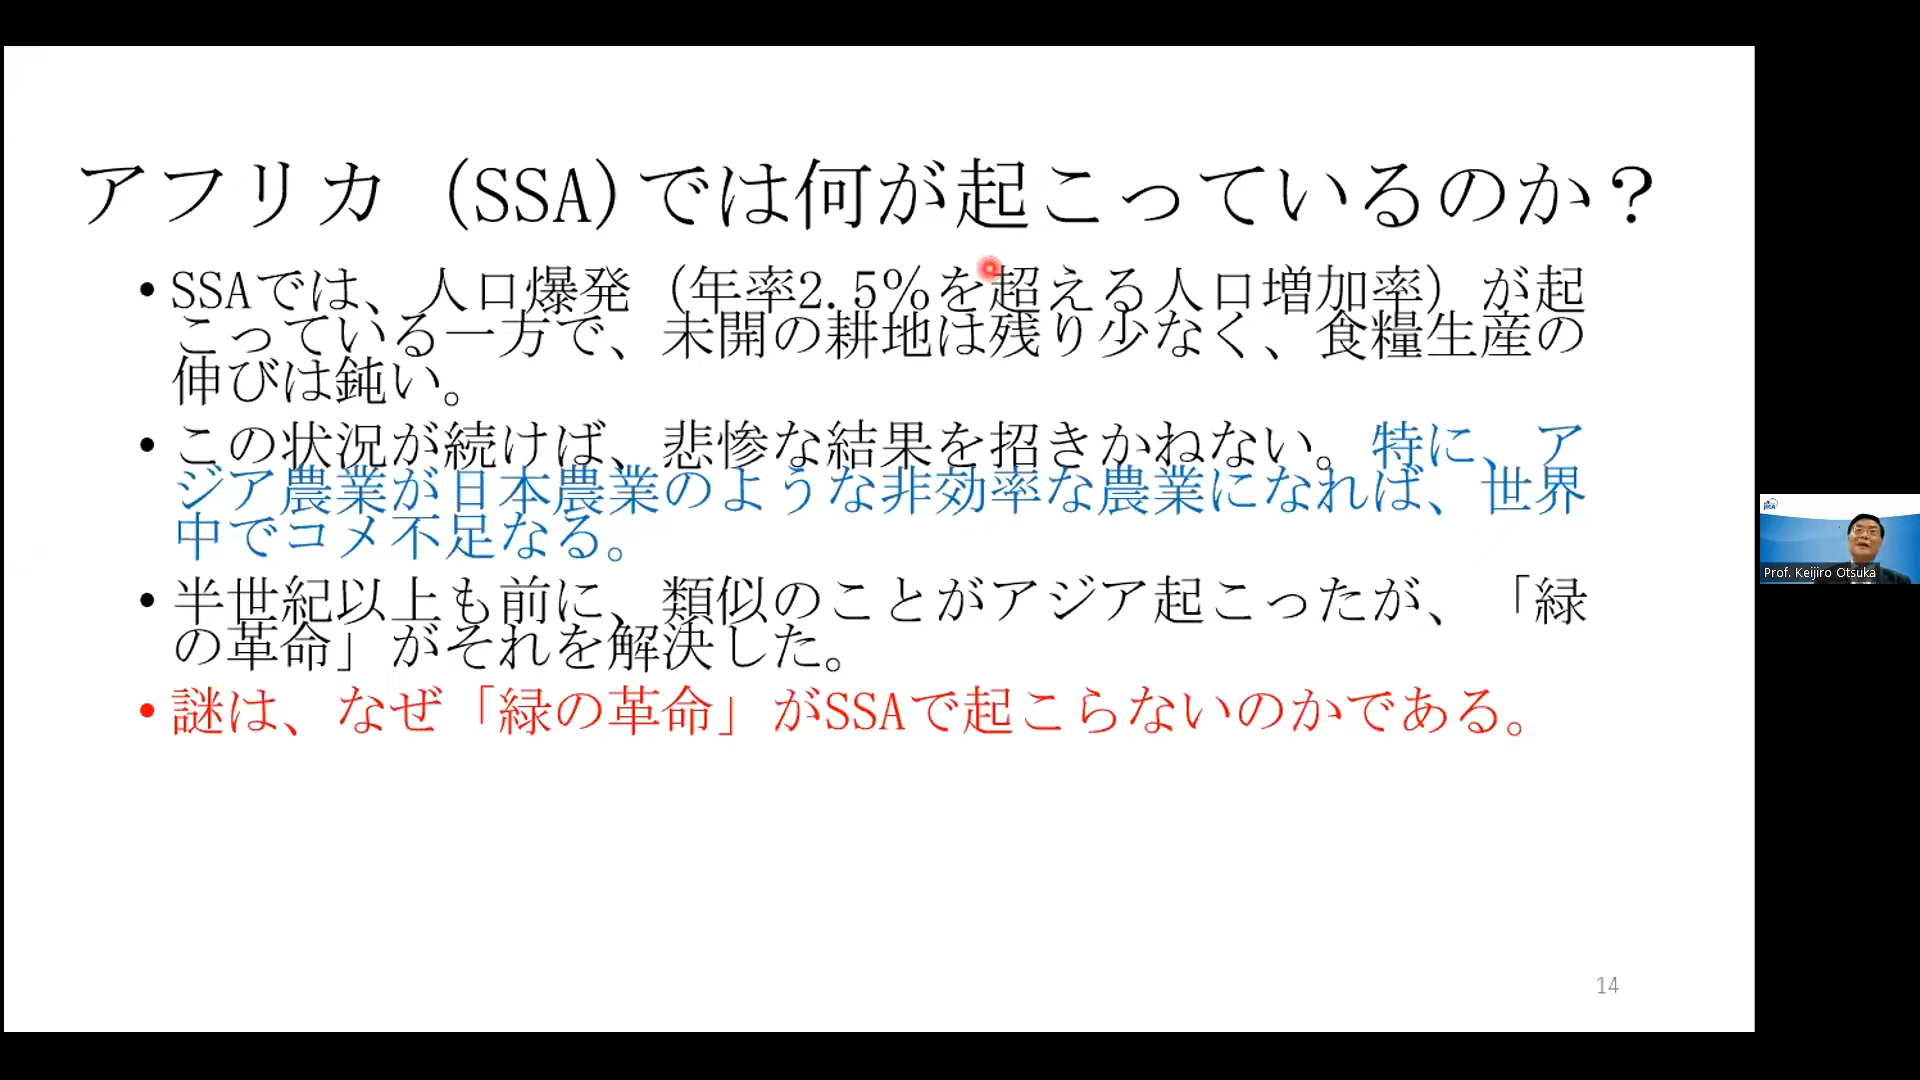 アフリカ (SSA)では何が起こっているのか？
• SSAでは、人口爆発（年率2.5%を超える人口増加率）が起
こっている一方で、未開の耕地は残り少なく、食糧生産の
伸びは鈍い。
• この状況が続けば、悲惨な結果を招きかねない。特に、ア
ジア農業が日本農業のような非効率な農業になれば、世界
中でコメ不足なる。
• 半世紀以上も前に、類似のことがアジア起こったが、「緑
の革命」がそれを解決した。
• 謎は、なぜ「緑の革命」がSSAで起こらないのかである。
14
JICA
Prof. Keijiro Otsuka